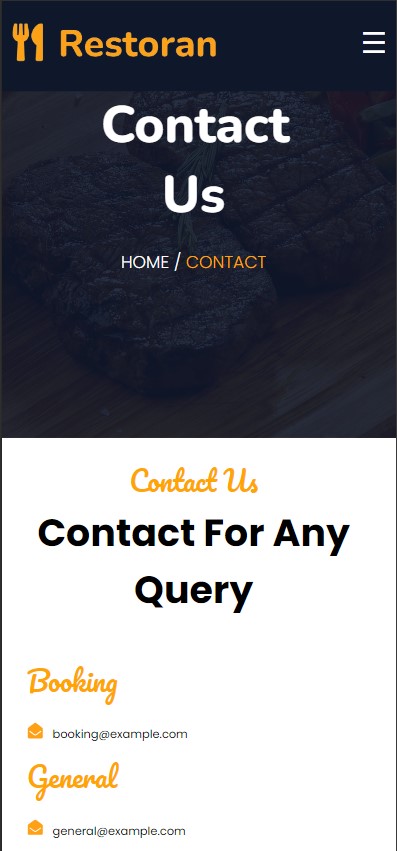 Restoran
Contact
Us
HOME / CONTACT
Contact Us
Contact For Any
Query
Booking
booking@example.com
General
general@example.com